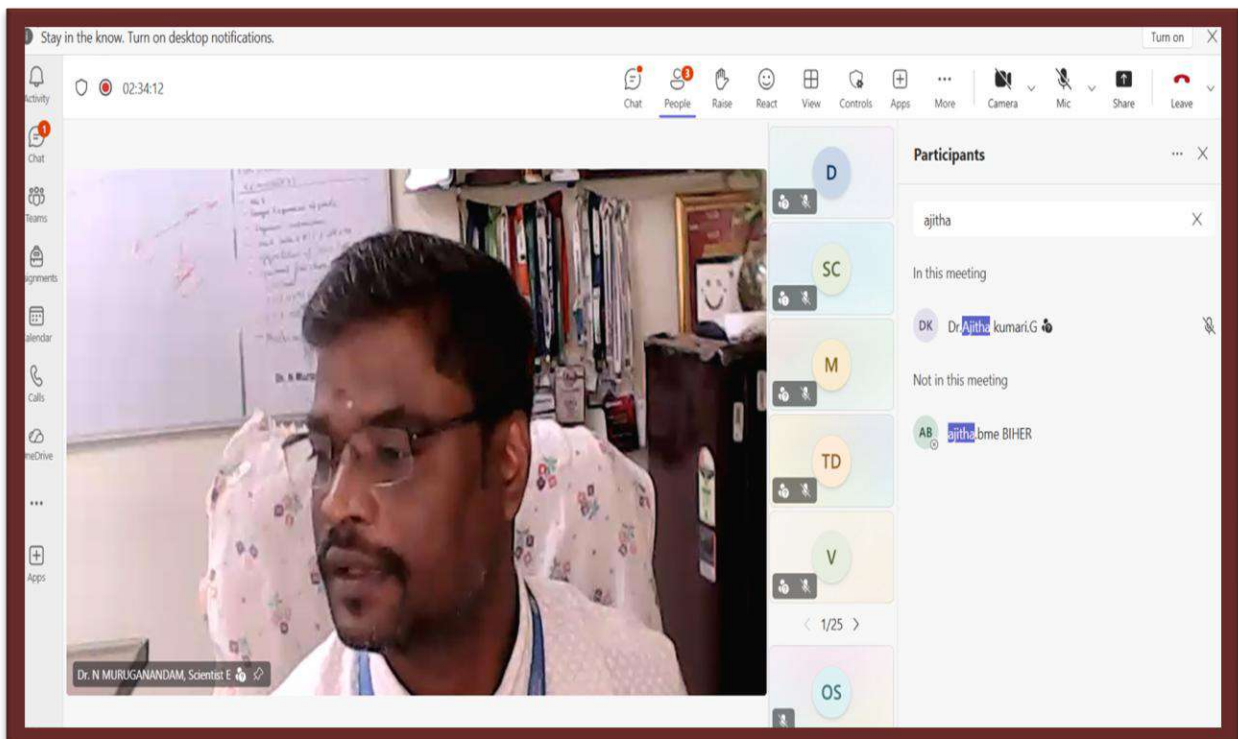 Stay in the know. Turn on desktop notifications.
Turn on
ctivity
02:34:12
Chat
3
People
Raise
React
View
Controls
Apps
More
Camera
Mic
Share
Leave
1
Chat
Teams
signments
alendar
Calls
neDrive
Apps
Dr. N MURUGANANDAM, Scientist E
D
SC
M
TD
V
1/25
OS
Participants
ajitha
In this meeting
DK Dr.Ajitha kumari.G
Not in this meeting
AB ajitha.bme BIHER